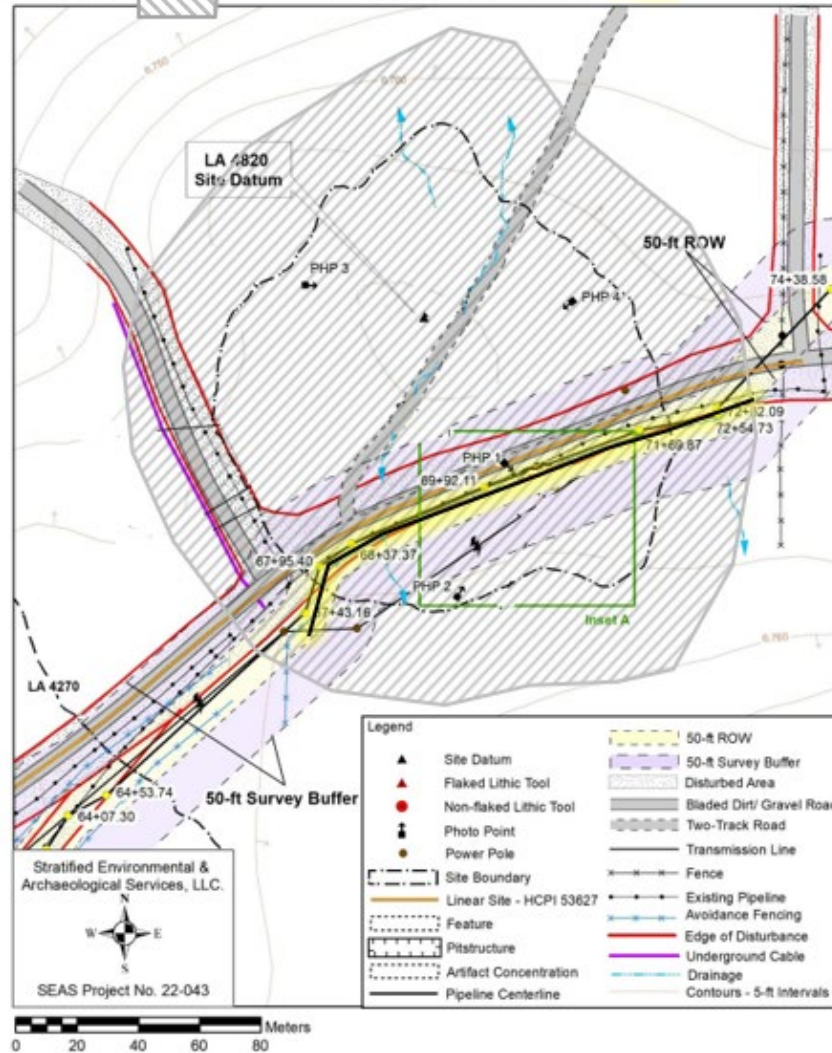 6,750
6,760
LA 4820
Site Datum
50-ft ROW
PHP 3
PHP 4
74+38.58
72+54.73
71+69.87
PHP 1
69+92.11
68+37.37
67+95.40
PHP 2
Inset A
6,760
LA 4270
64+53.74
64+07.30
50-ft Survey Buffer
Stratified Environmental &
Archaeological Services, LLC.
N
W E
S
SEAS Project No. 22-043
Legend
Site Datum
Flaked Lithic Tool
Non-flaked Lithic Tool
Photo Point
Power Pole
Site Boundary
Linear Site - HCPI 53627
Feature
Pitstructure
Artifact Concentration
Pipeline Centerline
50-ft ROW
50-ft Survey Buffer
Disturbed Area
Bladed Dirt/ Gravel Road
Two-Track Road
Transmission Line
Fence
Existing Pipeline
Avoidance Fencing
Edge of Disturbance
Underground Cable
Drainage
Contours - 5-ft Intervals
Meters
0 20 40 60 80